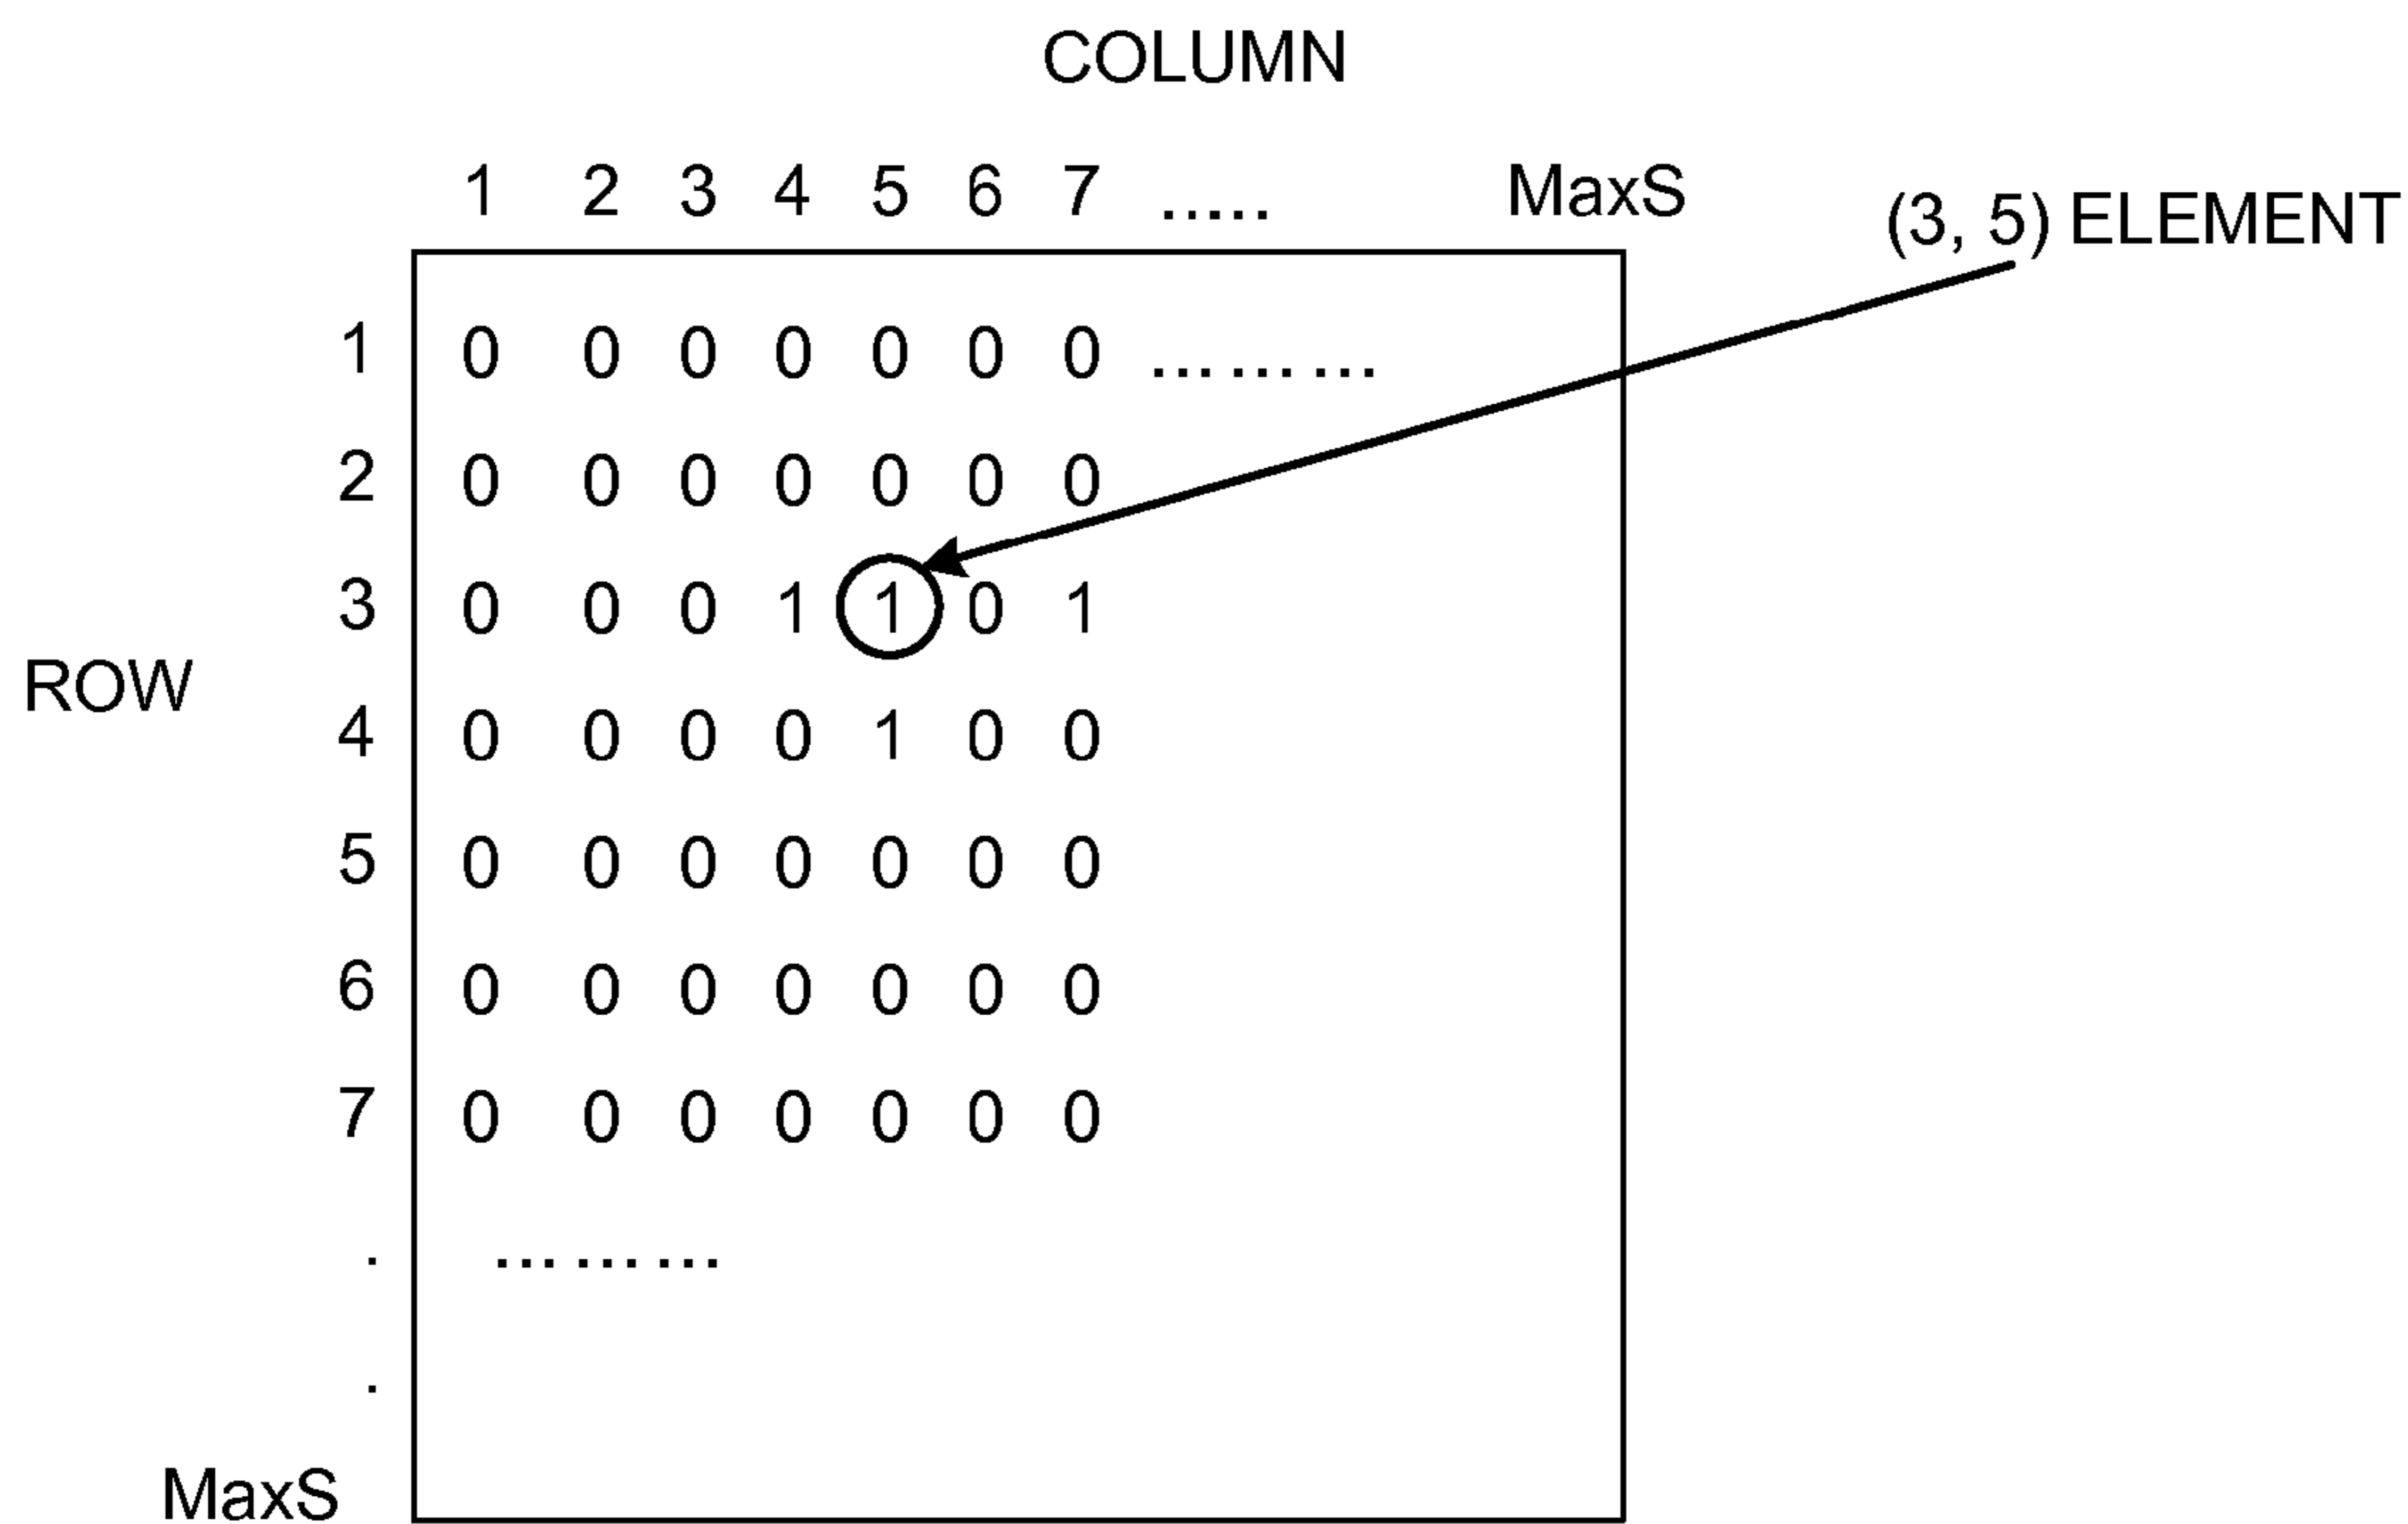 COLUMN
1 2 3 4 5 6 7 ..... MaxS
(3, 5) ELEMENT
1 0 0 0 0 0 0 0 .........
2 0 0 0 0 0 0 0
3 0 0 0 1 1 0 1
ROW
4 0 0 0 0 1 0 0
5 0 0 0 0 0 0 0
6 0 0 0 0 0 0 0
7 0 0 0 0 0 0 0
. .........
.
MaxS